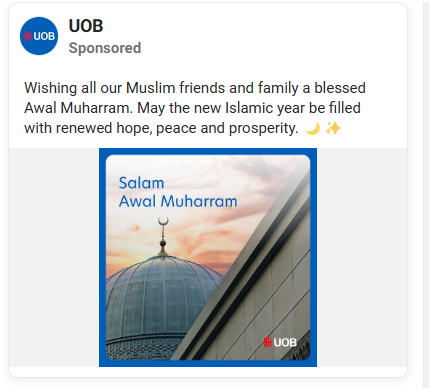 UOB
UOB
Sponsored
Wishing all our Muslim friends and family a blessed
Awal Muharram. May the new Islamic year be filled
with renewed hope, peace and prosperity. 🌙 ✨
Salam
Awal Muharram
UOB